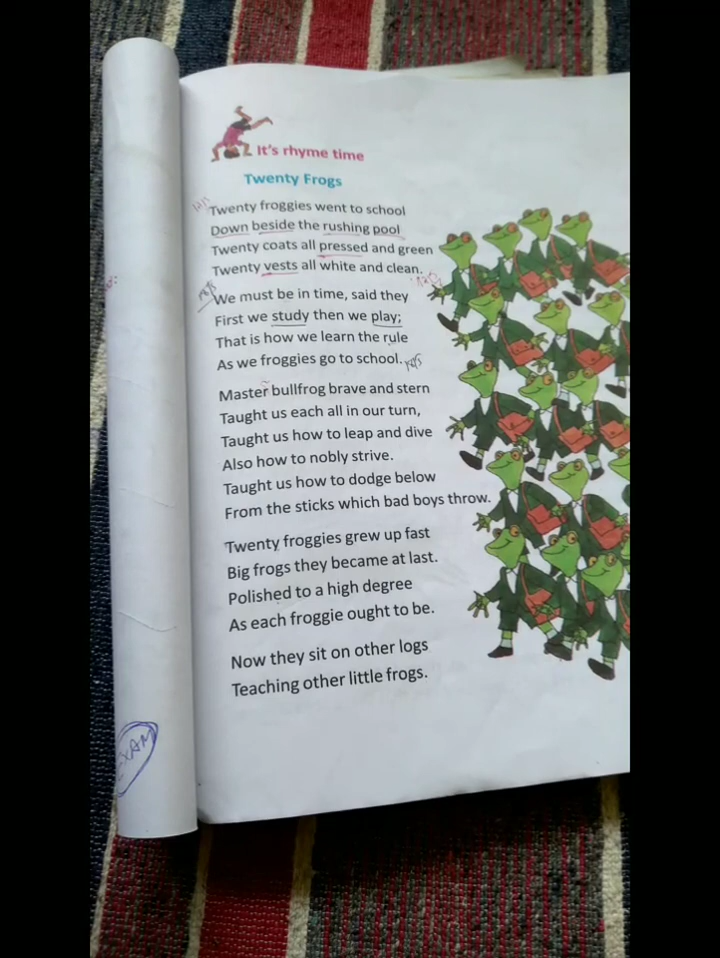 It's rhyme time
Twenty Frogs
Twenty froggies went to school
Down beside the rushing pool
Twenty coats all pressed and green
Twenty vests all white and clean.
We must be in time, said they
First we study then we play;
That is how we learn the rule
As we froggies go to school.
Master bullfrog brave and stern
Taught us each all in our turn,
Taught us how to leap and dive
Also how to nobly strive.
Taught us how to dodge below
From the sticks which bad boys throw.
Twenty froggies grew up fast
Big frogs they became at last.
Polished to a high degree
As each froggie ought to be.
Now they sit on other logs
Teaching other little frogs.
EXAM